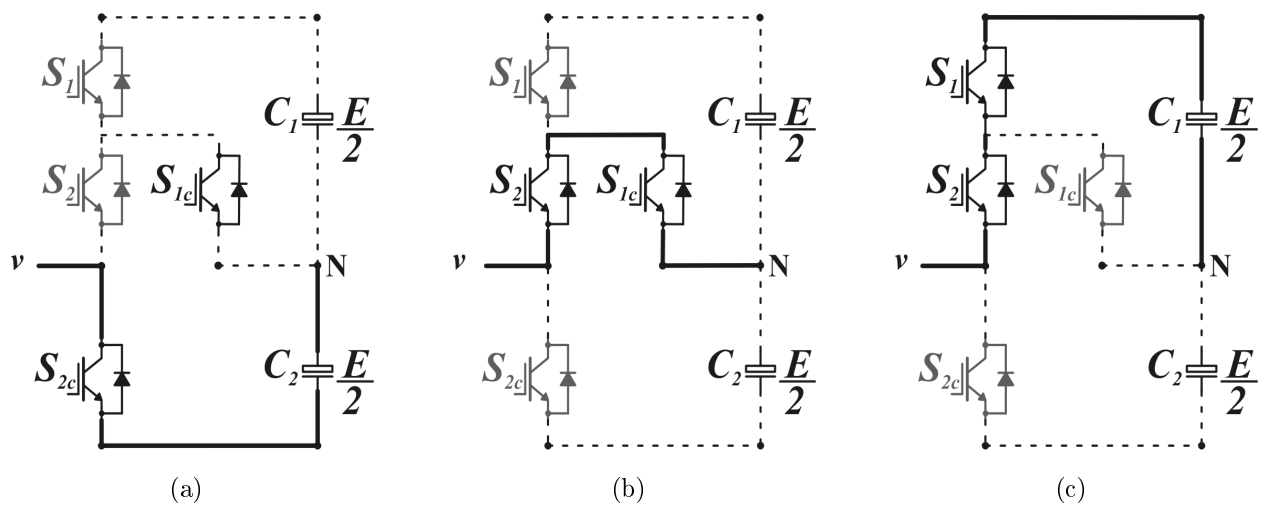 S1
C1 E/2
S2 S1c
v N
S2c C2 E/2
(a)
S1
C1 E/2
S2 S1c
v N
S2c C2 E/2
(b)
S1
C1 E/2
S2 S1c
v N
S2c C2 E/2
(c)